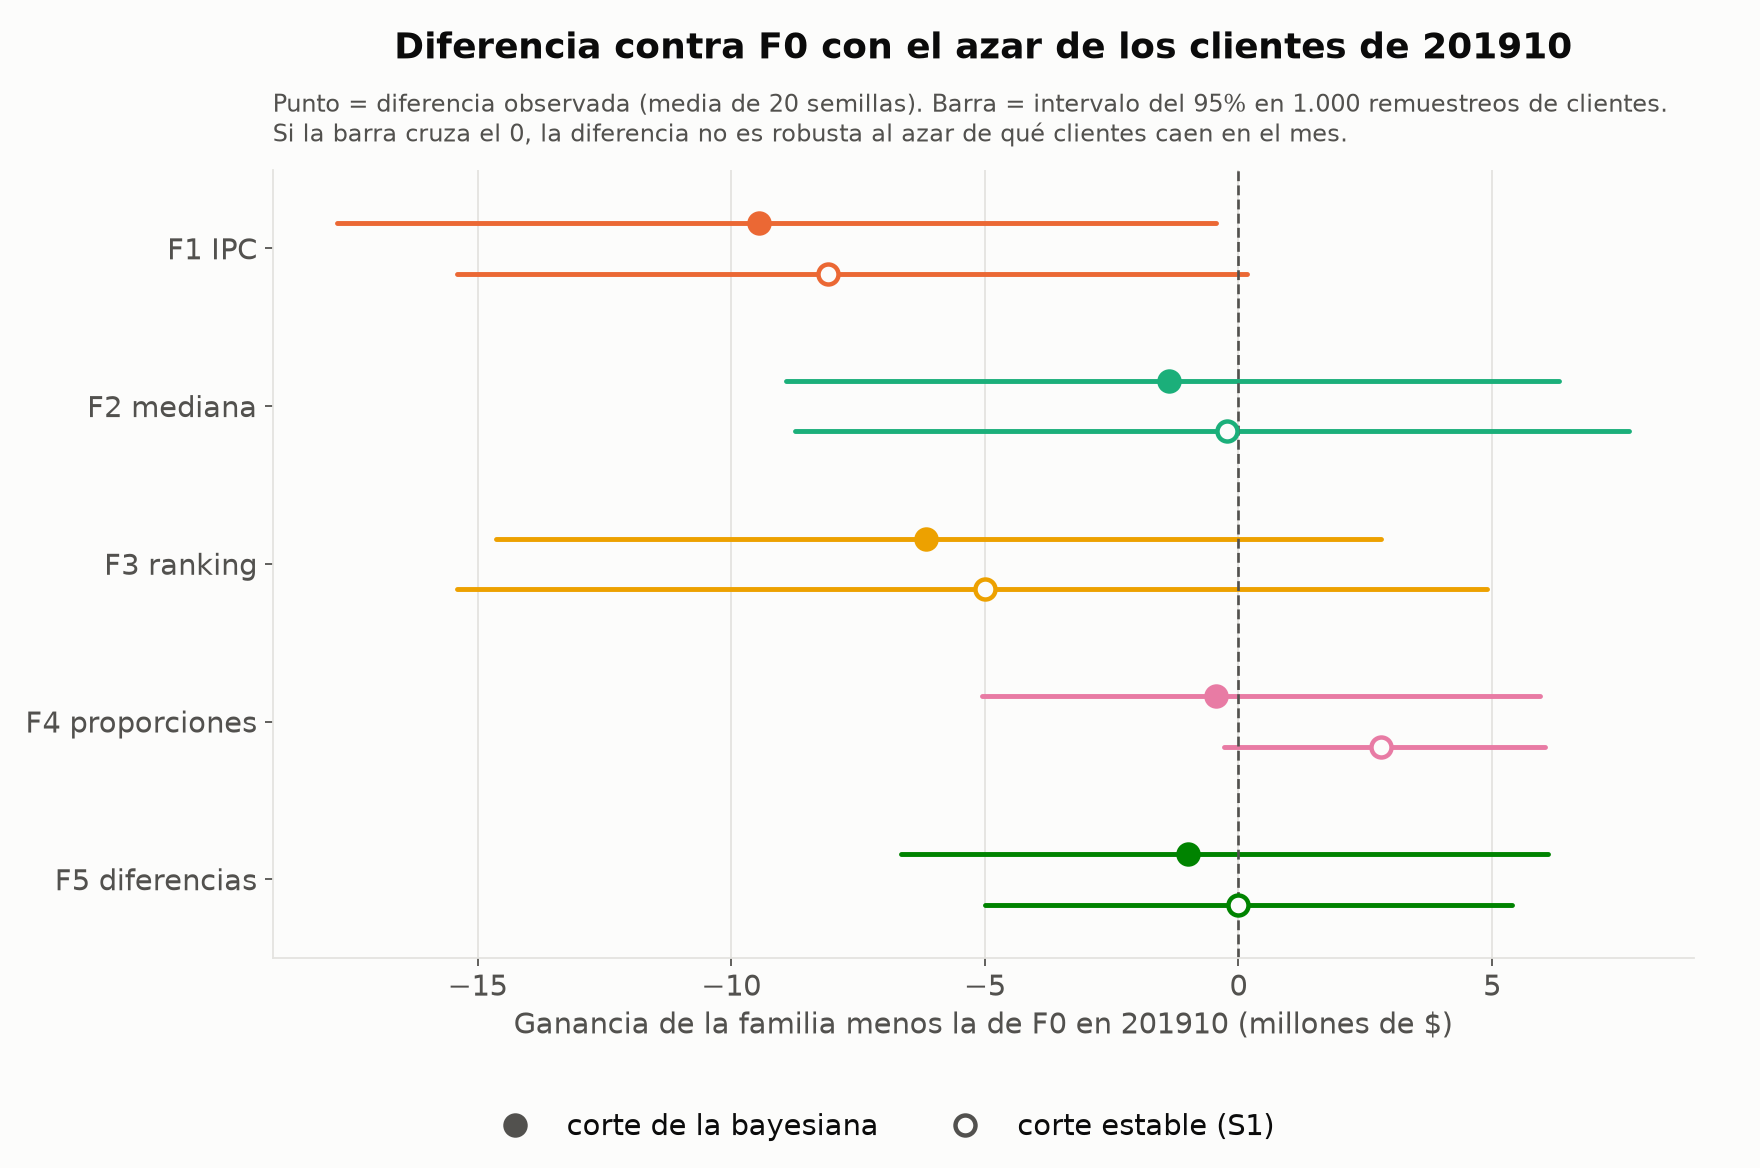 Diferencia contra F0 con el azar de los clientes de 201910
Punto = diferencia observada (media de 20 semillas). Barra = intervalo del 95% en 1.000 remuestreos de clientes.
Si la barra cruza el 0, la diferencia no es robusta al azar de qué clientes caen en el mes.
F1 IPC
F2 mediana
F3 ranking
F4 proporciones
F5 diferencias
−15
−10
−5
0
5
Ganancia de la familia menos la de F0 en 201910 (millones de $)
corte de la bayesiana
corte estable (S1)